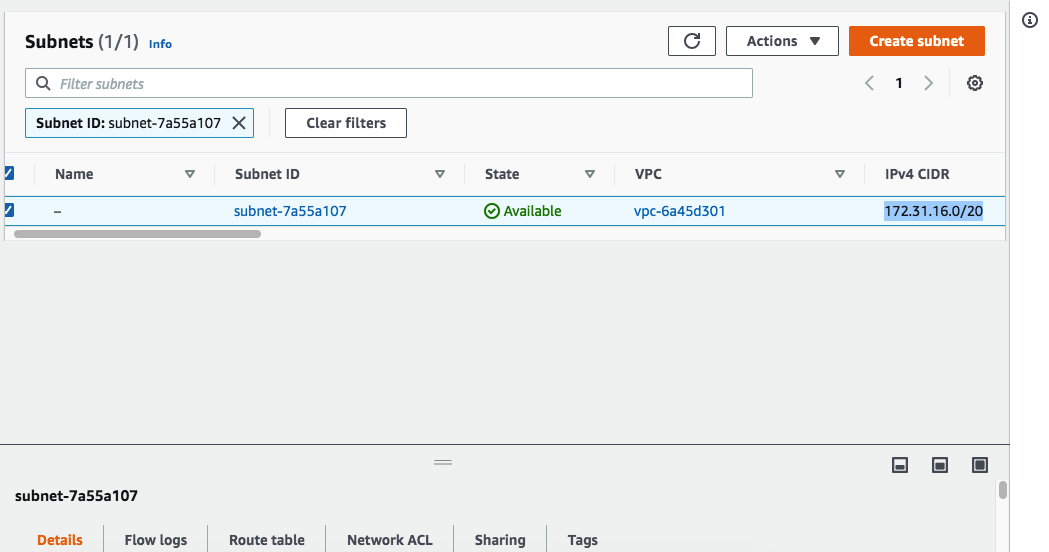 Subnets (1/1) Info
Actions
Create subnet
Filter subnets
1
Subnet ID: subnet-7a55a107
Clear filters
Name Subnet ID State VPC IPv4 CIDR
– subnet-7a55a107 Available vpc-6a45d301 172.31.16.0/20
subnet-7a55a107
Details Flow logs Route table Network ACL Sharing Tags